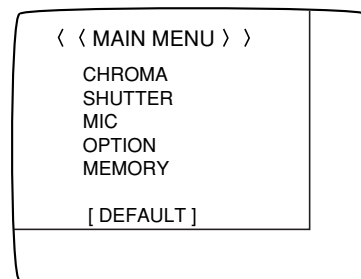 〈 〈 MAIN MENU 〉 〉
CHROMA
SHUTTER
MIC
OPTION
MEMORY
[ DEFAULT ]